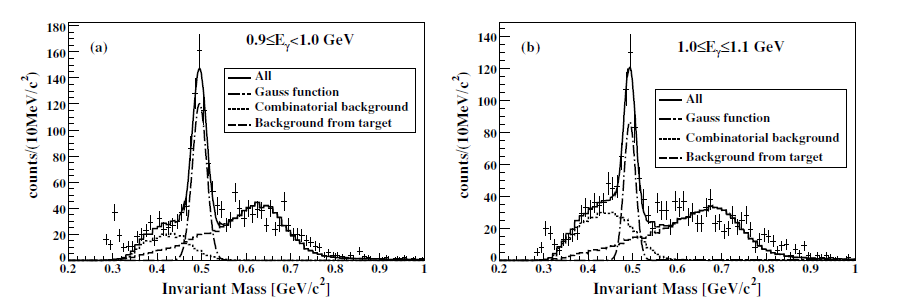 (a)
0.9≤Eγ<1.0 GeV
All
Gauss function
Combinatorial background
Background from target
counts/(10MeV/c²)
180
160
140
120
100
80
60
40
20
0
0.2 0.3 0.4 0.5 0.6 0.7 0.8 0.9 1
Invariant Mass [GeV/c²]
(b)
1.0≤Eγ≤1.1 GeV
All
Gauss function
Combinatorial background
Background from target
counts/(10MeV/c²)
140
120
100
80
60
40
20
0
0.2 0.3 0.4 0.5 0.6 0.7 0.8 0.9 1
Invariant Mass [GeV/c²]